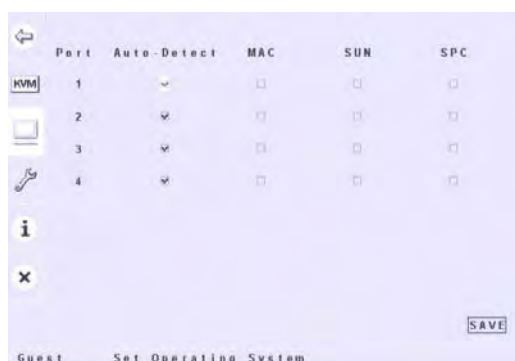 Port Auto-Detect MAC SUN SPC
KVM 1
2
3
4
i
SAVE
Guest Set Operating System